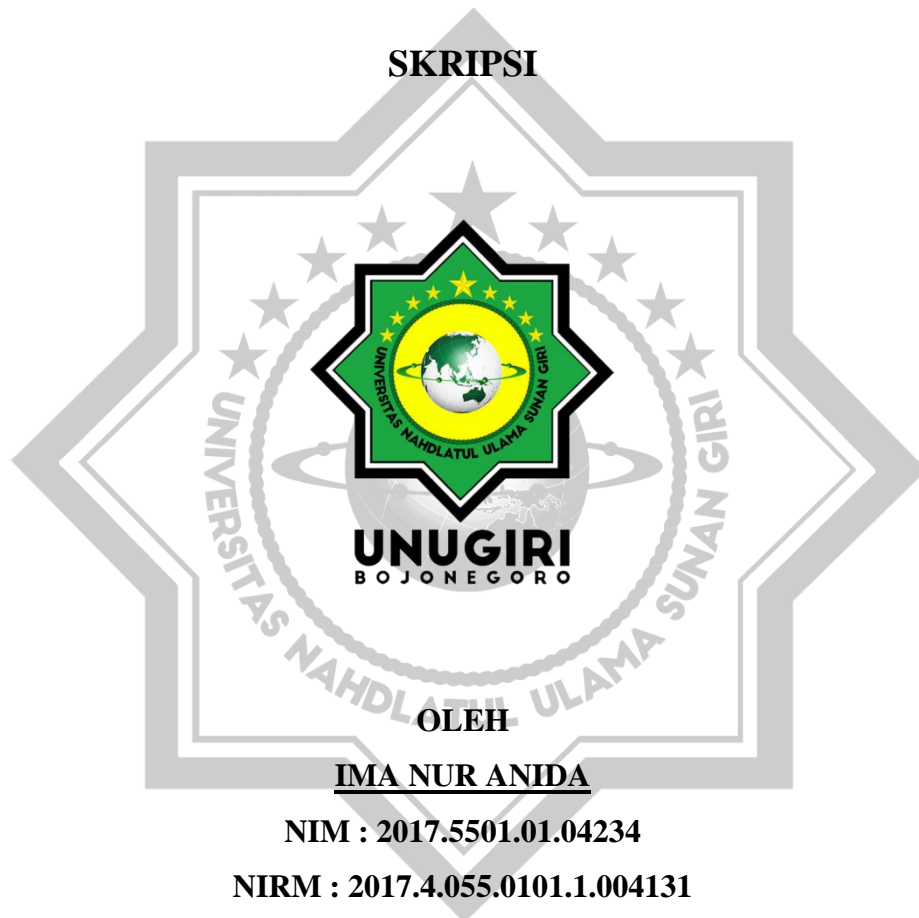 SKRIPSI
UNIVERSITAS NAHDLATUL ULAMA SUNAN GIRI
UNUGIRI
BOJONEGORO
UNIVERSITAS NAHDLATUL ULAMA SUNAN GIRI
OLEH
IMA NUR ANIDA
NIM : 2017.5501.01.04234
NIRM : 2017.4.055.0101.1.004131